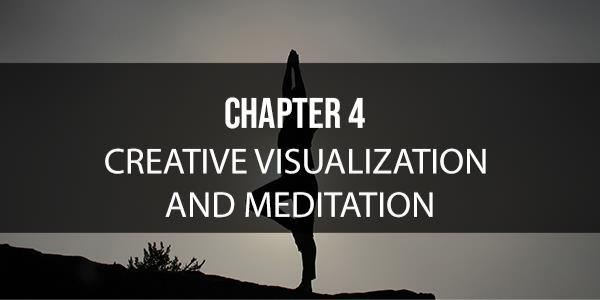 CHAPTER 4
CREATIVE VISUALIZATION
AND MEDITATION